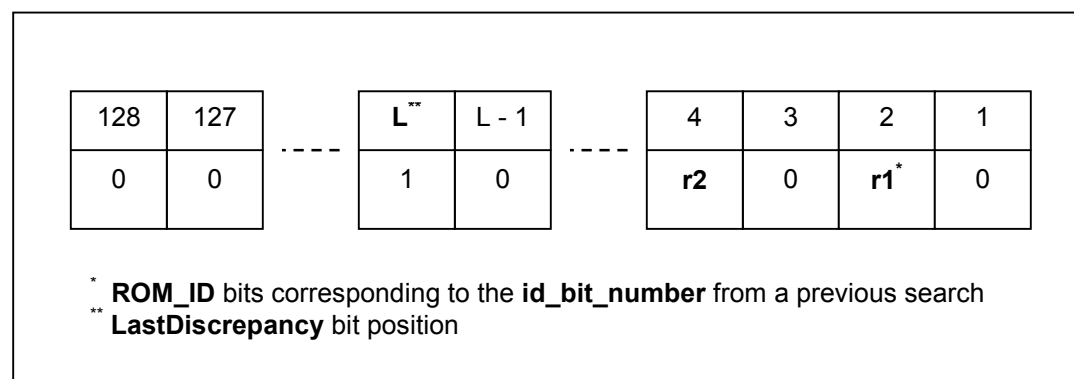 128 127 L** L - 1 4 3 2 1
0 0 1 0 r2 0 r1* 0
* ROM_ID bits corresponding to the id_bit_number from a previous search
** LastDiscrepancy bit position